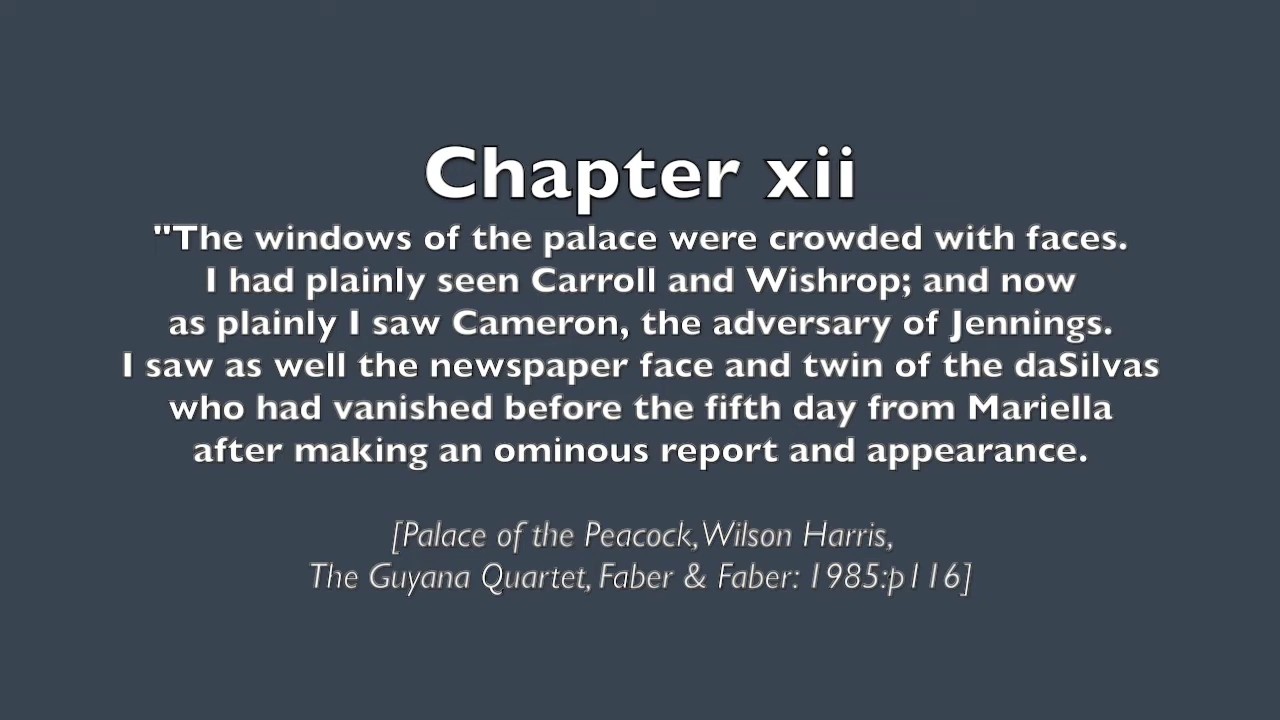 Chapter xii
"The windows of the palace were crowded with faces.
I had plainly seen Carroll and Wishrop; and now
as plainly I saw Cameron, the adversary of Jennings.
I saw as well the newspaper face and twin of the daSilvas
who had vanished before the fifth day from Mariella
after making an ominous report and appearance.
[Palace of the Peacock,Wilson Harris,
The Guyana Quartet, Faber & Faber: 1985:p116]